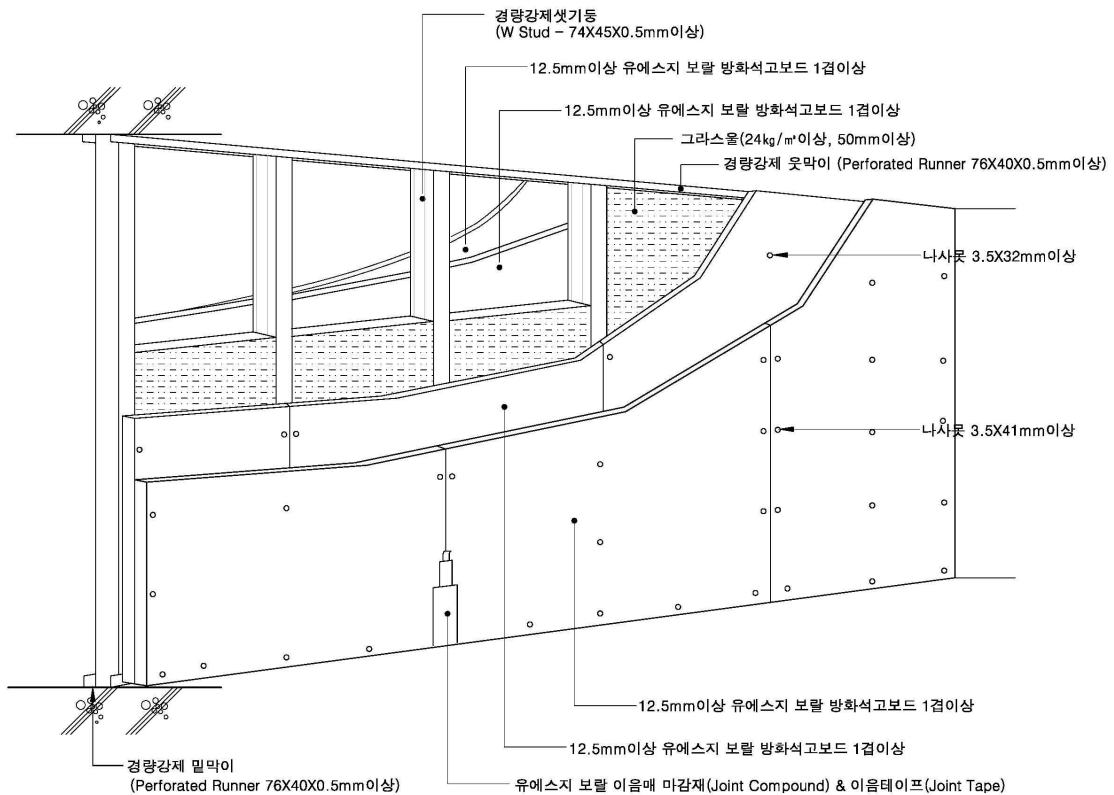 경량강제샛기둥
(W Stud - 74X45X0.5mm이상)
12.5mm이상 유에스지 보랄 방화석고보드 1겹이상
12.5mm이상 유에스지 보랄 방화석고보드 1겹이상
그라스울(24kg/㎥이상, 50mm이상)
경량강제 웃막이 (Perforated Runner 76X40X0.5mm이상)
나사못 3.5X32mm이상
나사못 3.5X41mm이상
12.5mm이상 유에스지 보랄 방화석고보드 1겹이상
12.5mm이상 유에스지 보랄 방화석고보드 1겹이상
경량강제 밑막이
(Perforated Runner 76X40X0.5mm이상)
유에스지 보랄 이음매 마감재(Joint Compound) & 이음테이프(Joint Tape)